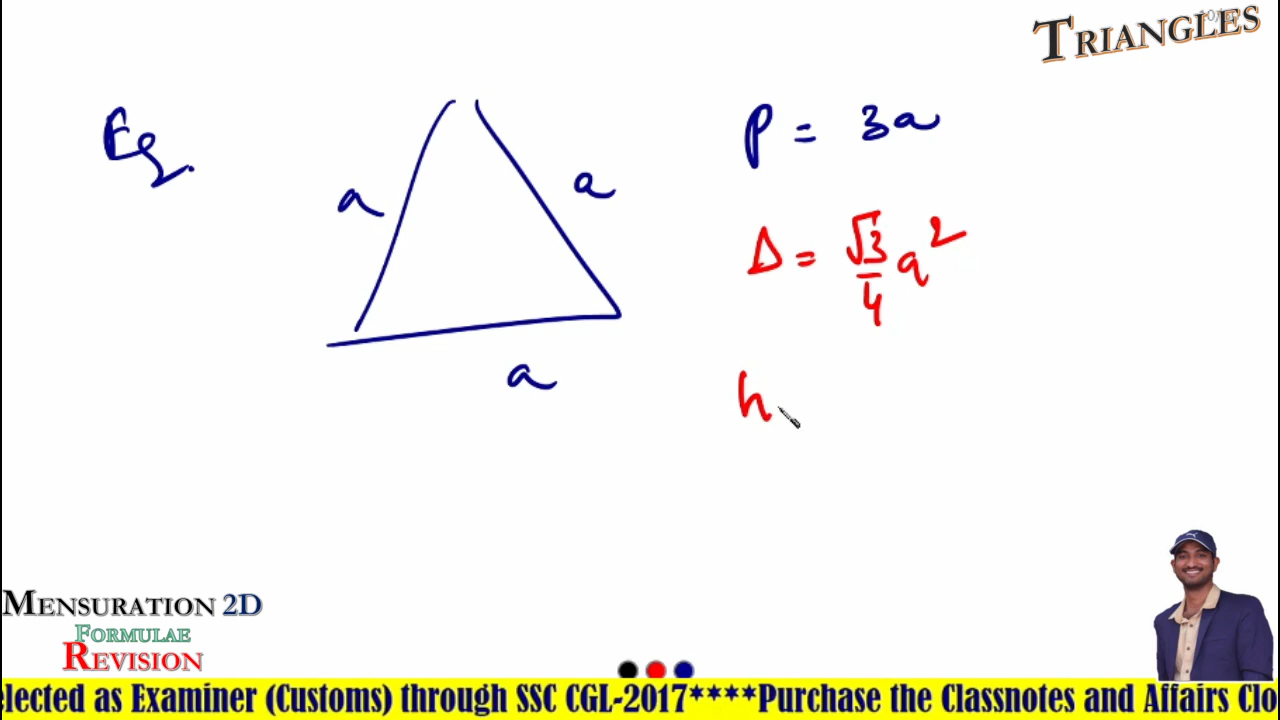 TRIANGLES
Eq.
a
a
a
P = 3a
Δ = √3/4 a²
h
MENSURATION 2D
FORMULAE
REVISION
elected as Examiner (Customs) through SSC CGL-2017****Purchase the Classnotes and Affairs Clo